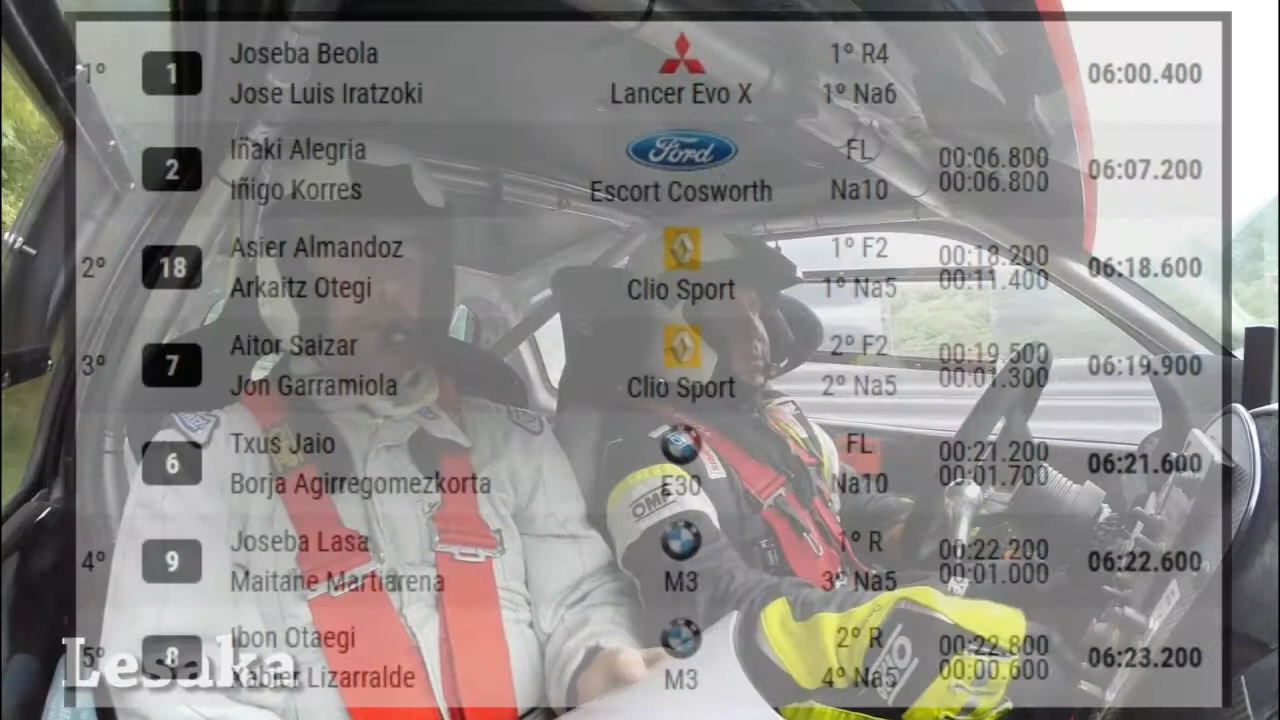 1º 1 Joseba Beola Lancer Evo X 1º R4 06:00.400
Jose Luis Iratzoki 1º Na6
2 Iñaki Alegria Ford FL 00:06.800 06:07.200
Iñigo Korres Escort Cosworth Na10 00:06.800
2º 18 Asier Almandoz 1º F2 00:18.200 06:18.600
Arkaitz Otegi Clio Sport 1º Na5 00:11.400
3º 7 Aitor Saizar 2º F2 00:19.500 06:19.900
Jon Garramiola Clio Sport 2º Na5 00:01.300
6 Txus Jaio FL 00:21.200 06:21.600
Borja Agirregomezkorta E30 Na10 00:01.700
4º 9 Joseba Lasa 1º R 00:22.200 06:22.600
Maitane Martiarena M3 3º Na5 00:01.000
5º 8 Ibon Otaegi 2º R 00:22.800 06:23.200
Xabier Lizarralde M3 4º Na5 00:00.600
Lesaka
OMP
OMP